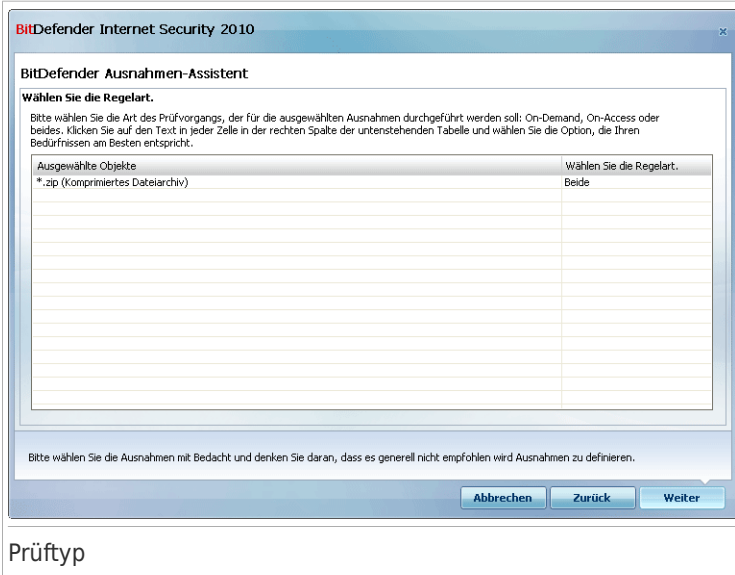 BitDefender Internet Security 2010
BitDefender Ausnahmen-Assistent
Wählen Sie die Regelart.
Bitte wählen Sie die Art des Prüfvorgangs, der für die ausgewählten Ausnahmen durchgeführt werden soll: On-Demand, On-Access oder
beides. Klicken Sie auf den Text in jeder Zelle in der rechten Spalte der untenstehenden Tabelle und wählen Sie die Option, die Ihren
Bedürfnissen am Besten entspricht.
Ausgewählte Objekte Wählen Sie die Regelart.
*.zip (Komprimiertes Dateiarchiv) Beide
Bitte wählen Sie die Ausnahmen mit Bedacht und denken Sie daran, dass es generell nicht empfohlen wird Ausnahmen zu definieren.
Abbrechen Zurück Weiter
Prüftyp